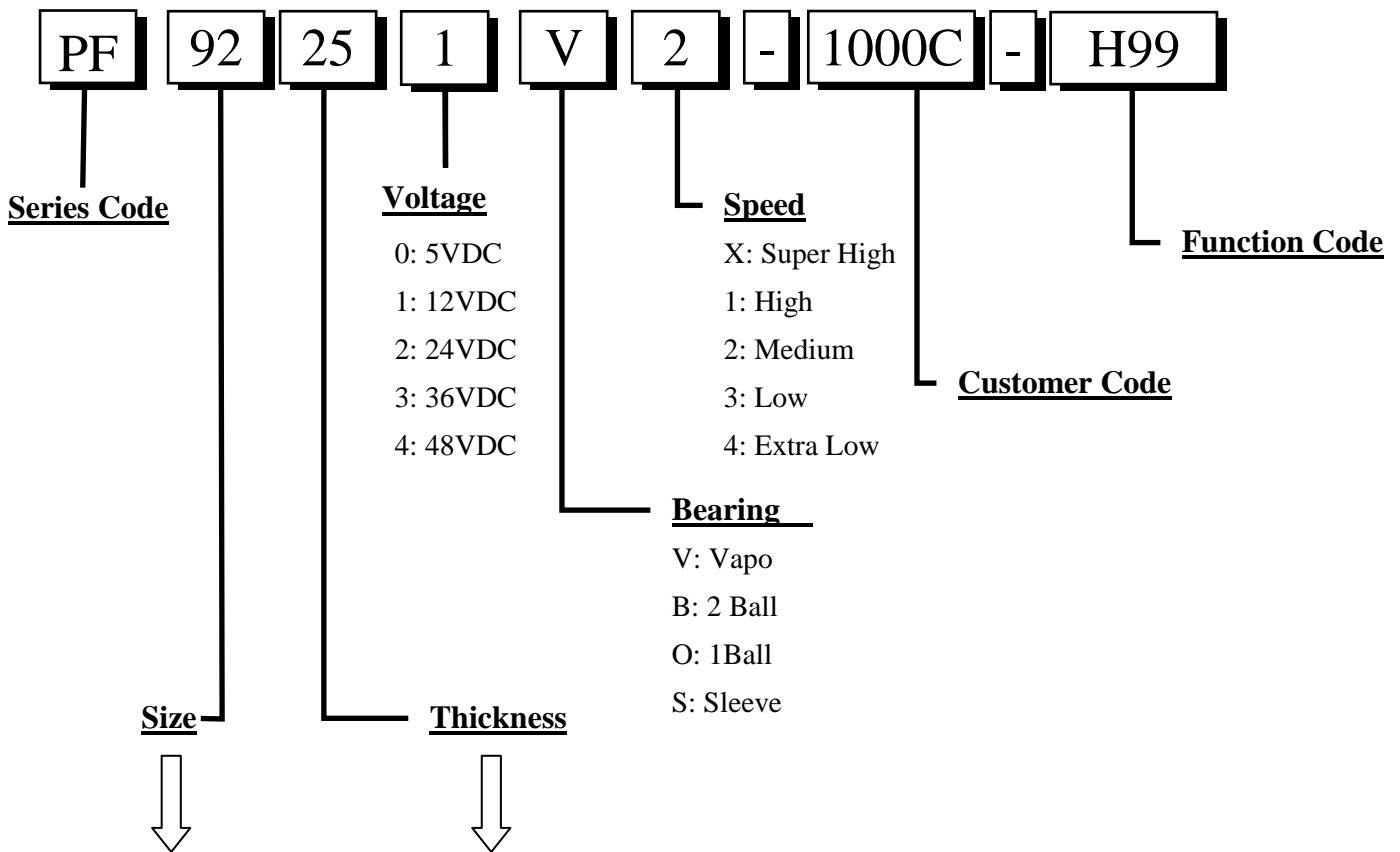 PF 92 25 1 V 2 - 1000C - H99
Series Code
Voltage
0: 5VDC
1: 12VDC
2: 24VDC
3: 36VDC
4: 48VDC
Speed
X: Super High
1: High
2: Medium
3: Low
4: Extra Low
Function Code
Customer Code
Bearing
V: Vapo
B: 2 Ball
O: 1Ball
S: Sleeve
Size
Thickness